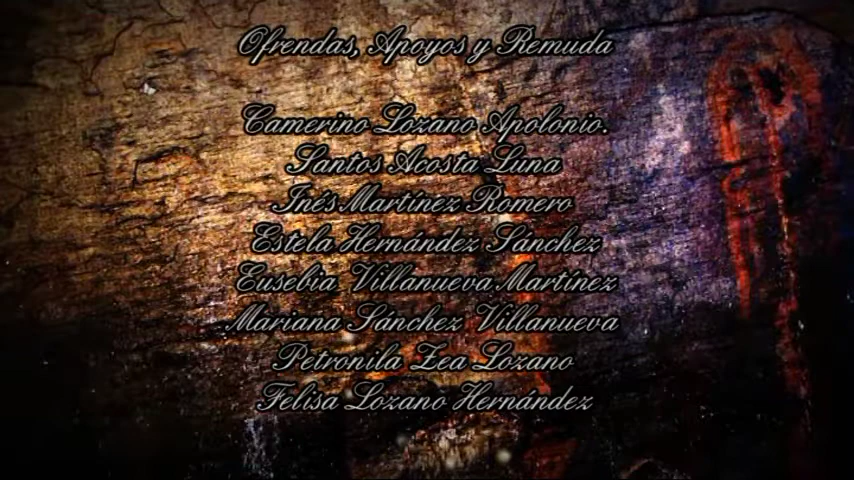 Ofrendas, Apoyos y Remuda
Camerino Lozano Apolonio.
Santos Acosta Luna
Inés Martínez Romero
Estela Hernández Sánchez
Eusebia Villanueva Martínez
Mariana Sánchez Villanueva
Petronila Zea Lozano
Felisa Lozano Hernández